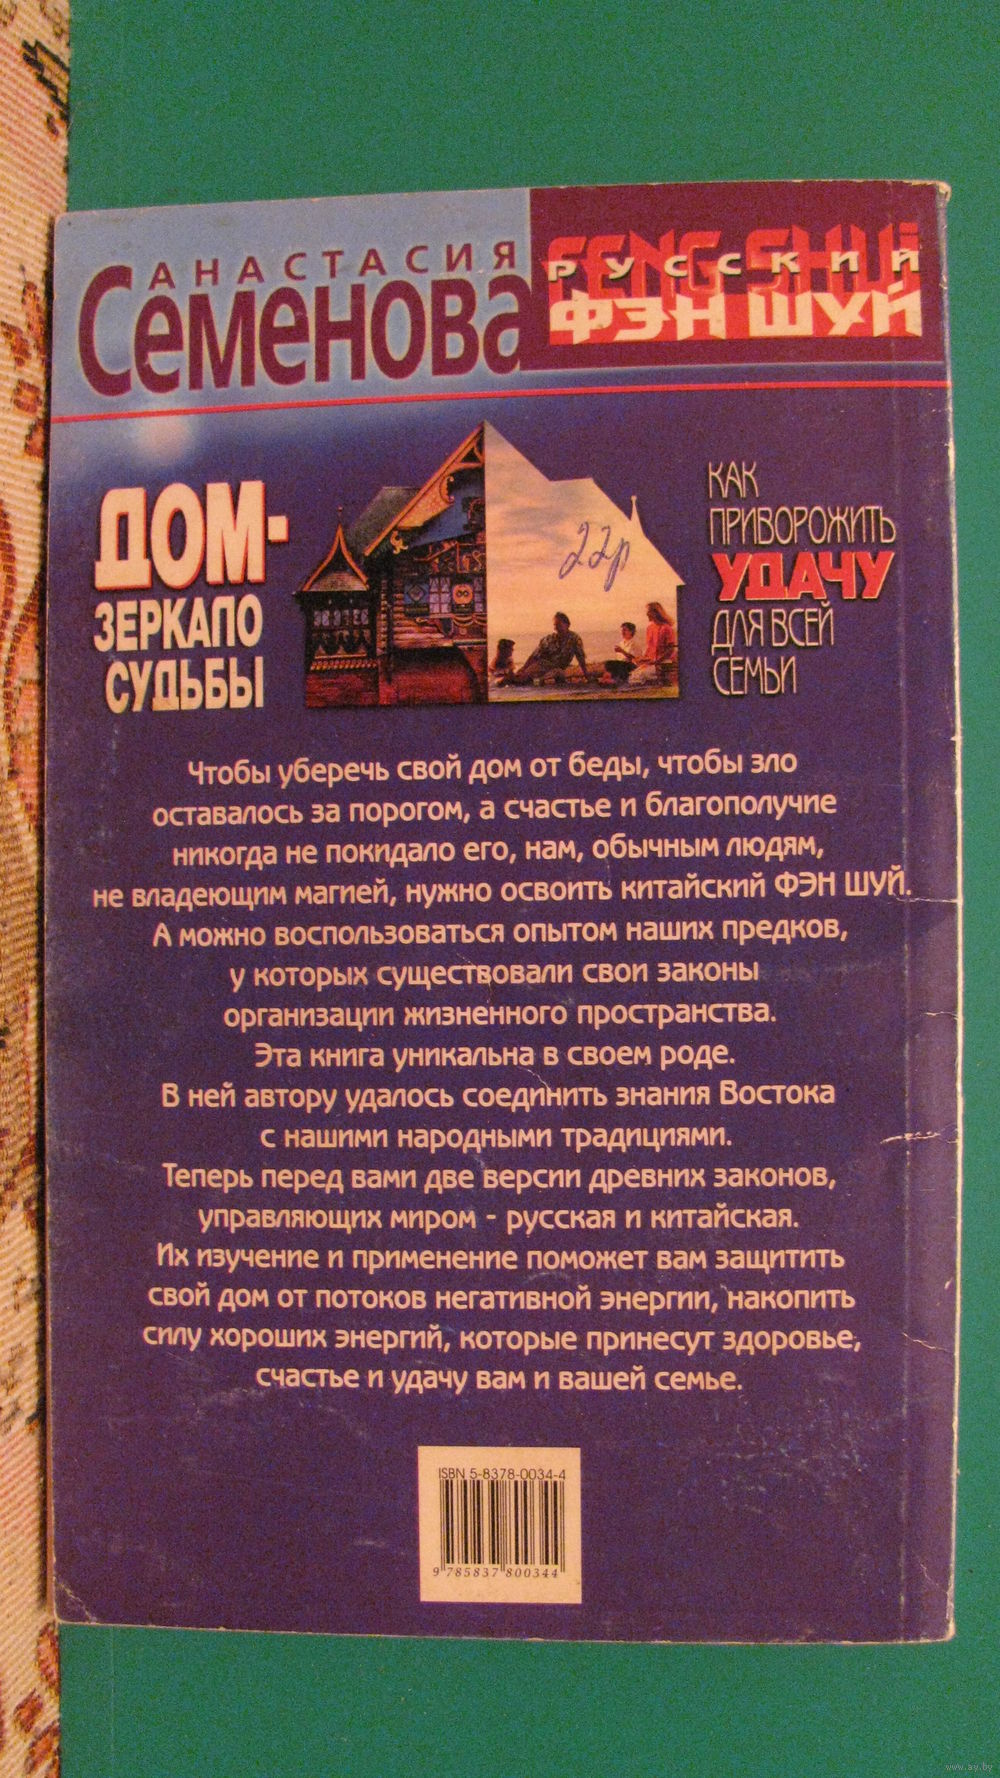 АНАСТАСИЯ
СЕМЕНОВА
FENG SHUI
РУССКИЙ
ФЭН ШУЙ
ДОМ-
ЗЕРКАЛО
СУДЬБЫ
22р
КАК
ПРИВОРОЖИТЬ
УДАЧУ
ДЛЯ ВСЕЙ
СЕМЬИ
Чтобы уберечь свой дом от беды, чтобы зло
оставалось за порогом, а счастье и благополучие
никогда не покидало его, нам, обычным людям,
не владеющим магией, нужно освоить китайский ФЭН ШУЙ.
А можно воспользоваться опытом наших предков,
у которых существовали свои законы
организации жизненного пространства.
Эта книга уникальна в своем роде.
В ней автору удалось соединить знания Востока
с нашими народными традициями.
Теперь перед вами две версии древних законов,
управляющих миром - русская и китайская.
Их изучение и применение поможет вам защитить
свой дом от потоков негативной энергии, накопить
силу хороших энергий, которые принесут здоровье,
счастье и удачу вам и вашей семье.
ISBN 5-8378-0034-4
9 785837 800344
www.ay.by